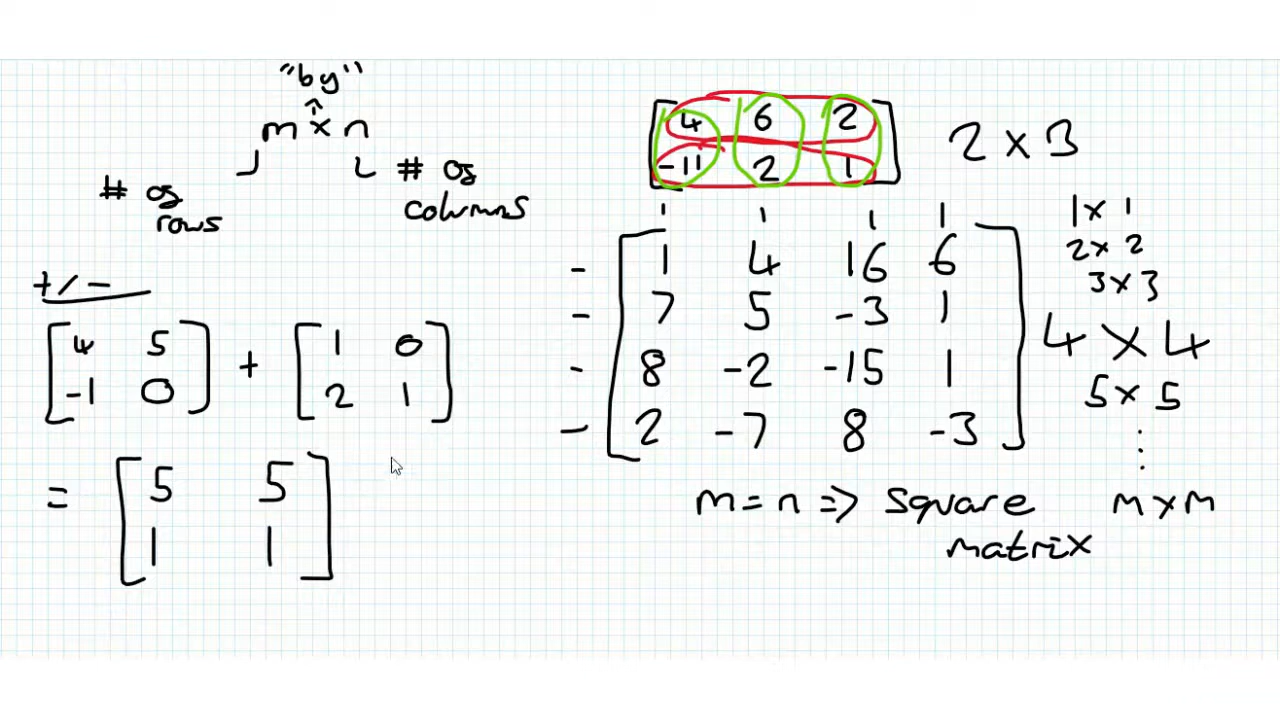 "by"
m × n
# of rows
# of columns
[4 6 2
-11 2 1] 2 × 3
[1 4 16 6
7 5 -3 1
8 -2 -15 1
2 -7 8 -3]
1 × 1
2 × 2
3 × 3
4 × 4
5 × 5
⋮
m × m
m = n => square
matrix
+/-
[4 5
-1 0] + [1 0
2 1]
= [5 5
1 1]